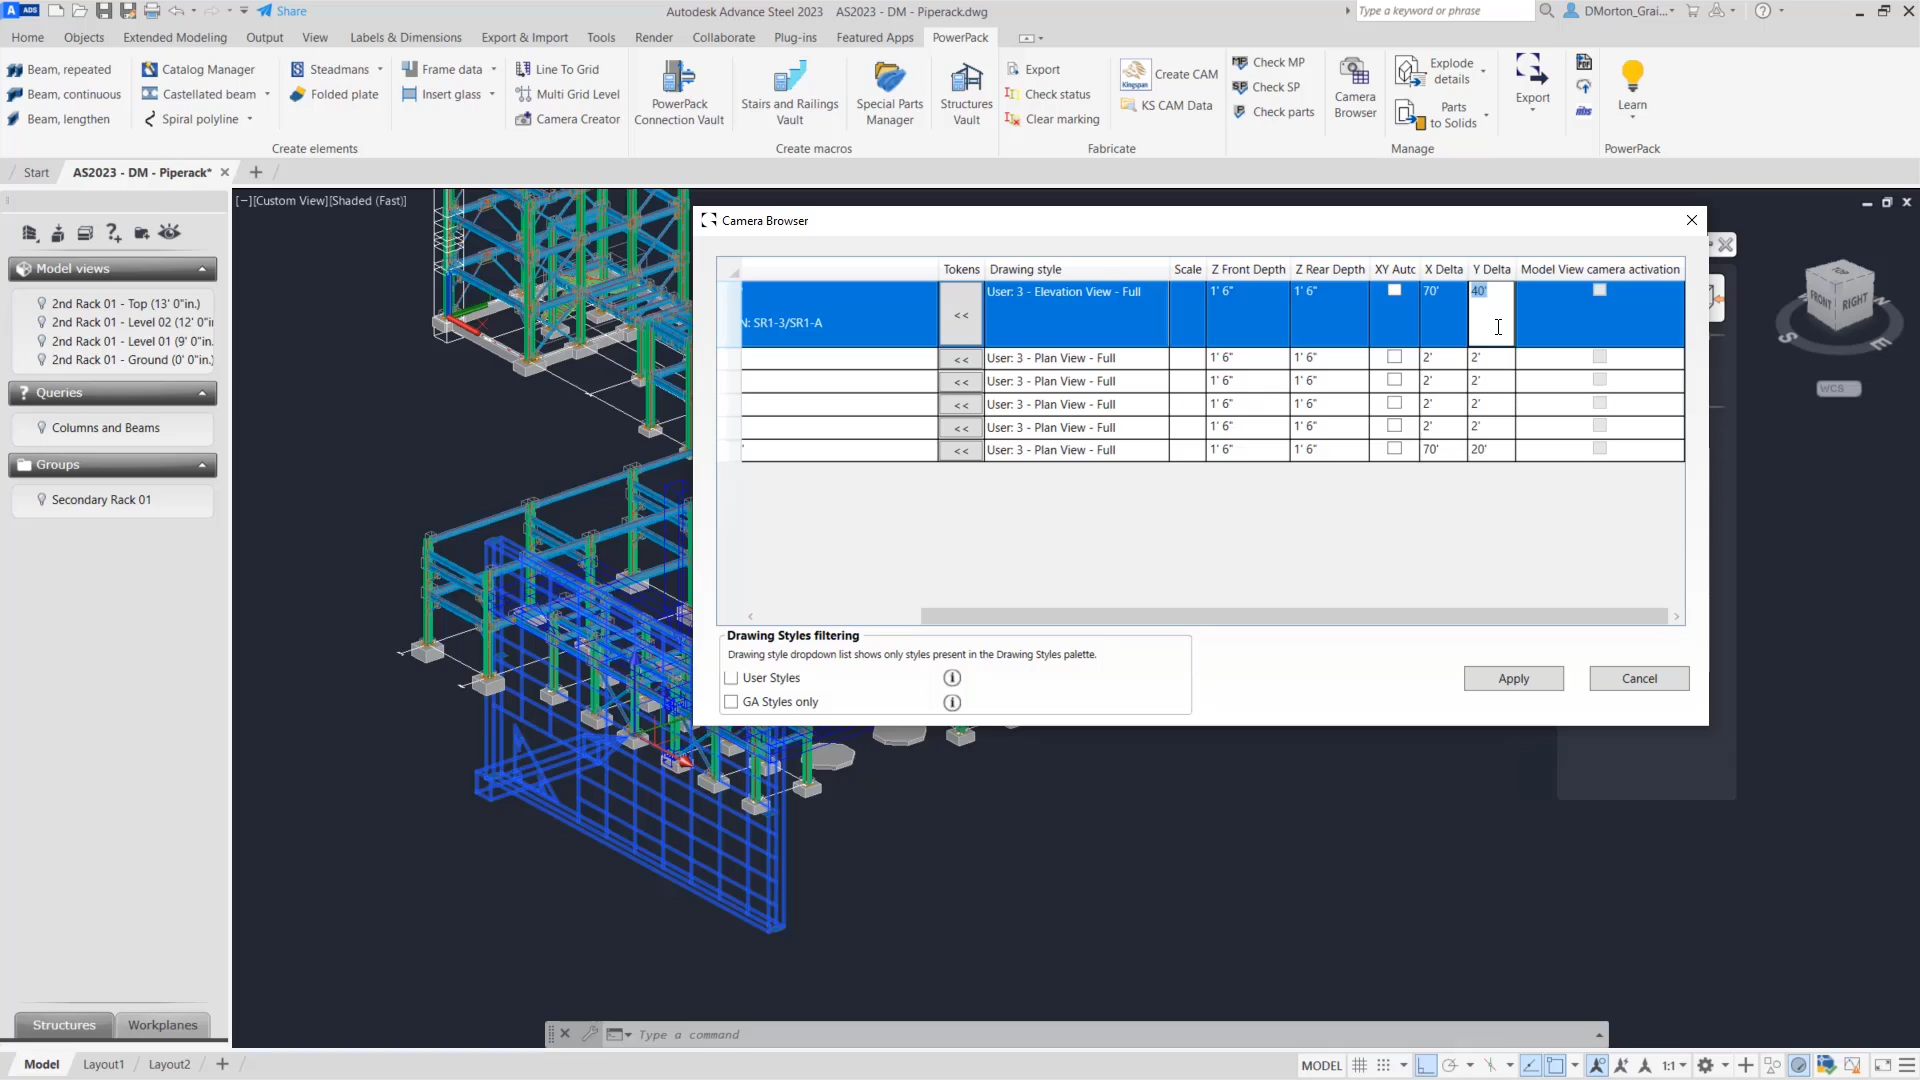 A ADS Share Autodesk Advance Steel 2023 AS2023 - DM - Piperack.dwg Type a keyword or phrase DMorton_Grai...
Home Objects Extended Modeling Output View Labels & Dimensions Export & Import Tools Render Collaborate Plug-ins Featured Apps PowerPack
Beam, repeated
Beam, continuous
Beam, lengthen
Catalog Manager
Castellated beam
Spiral polyline
Steadmans
Folded plate
Frame data
Insert glass
Line To Grid
Multi Grid Level
Camera Creator
Create elements
PowerPack
Connection Vault
Stairs and Railings
Vault
Special Parts
Manager
Structures
Vault
Create macros
Export
Check status
Clear marking
Kingspan
Create CAM
KS CAM Data
Fabricate
MP Check MP
SP Check SP
P Check parts
Camera
Browser
Explode
details
Parts
to Solids
Manage
Export
PDF
abs
Learn
PowerPack
Start AS2023 - DM - Piperack*
[−][Custom View][Shaded (Fast)]
Model views
2nd Rack 01 - Top (13' 0"in.)
2nd Rack 01 - Level 02 (12' 0"i
2nd Rack 01 - Level 01 (9' 0"in.
2nd Rack 01 - Ground (0' 0"in.
Queries
Columns and Beams
Groups
Secondary Rack 01
Structures Workplanes
Camera Browser
Tokens Drawing style Scale Z Front Depth Z Rear Depth XY Autc X Delta Y Delta Model View camera activation
<< User: 3 - Elevation View - Full 1' 6" 1' 6" 70' 40'
N: SR1-3/SR1-A
<< User: 3 - Plan View - Full 1' 6" 1' 6" 2' 2'
<< User: 3 - Plan View - Full 1' 6" 1' 6" 2' 2'
<< User: 3 - Plan View - Full 1' 6" 1' 6" 2' 2'
<< User: 3 - Plan View - Full 1' 6" 1' 6" 2' 2'
<< User: 3 - Plan View - Full 1' 6" 1' 6" 70' 20'
Drawing Styles filtering
Drawing style dropdown list shows only styles present in the Drawing Styles palette.
User Styles
GA Styles only
Apply Cancel
TOP
FRONT RIGHT
S E
WCS
Type a command
Model Layout1 Layout2 MODEL 1:1